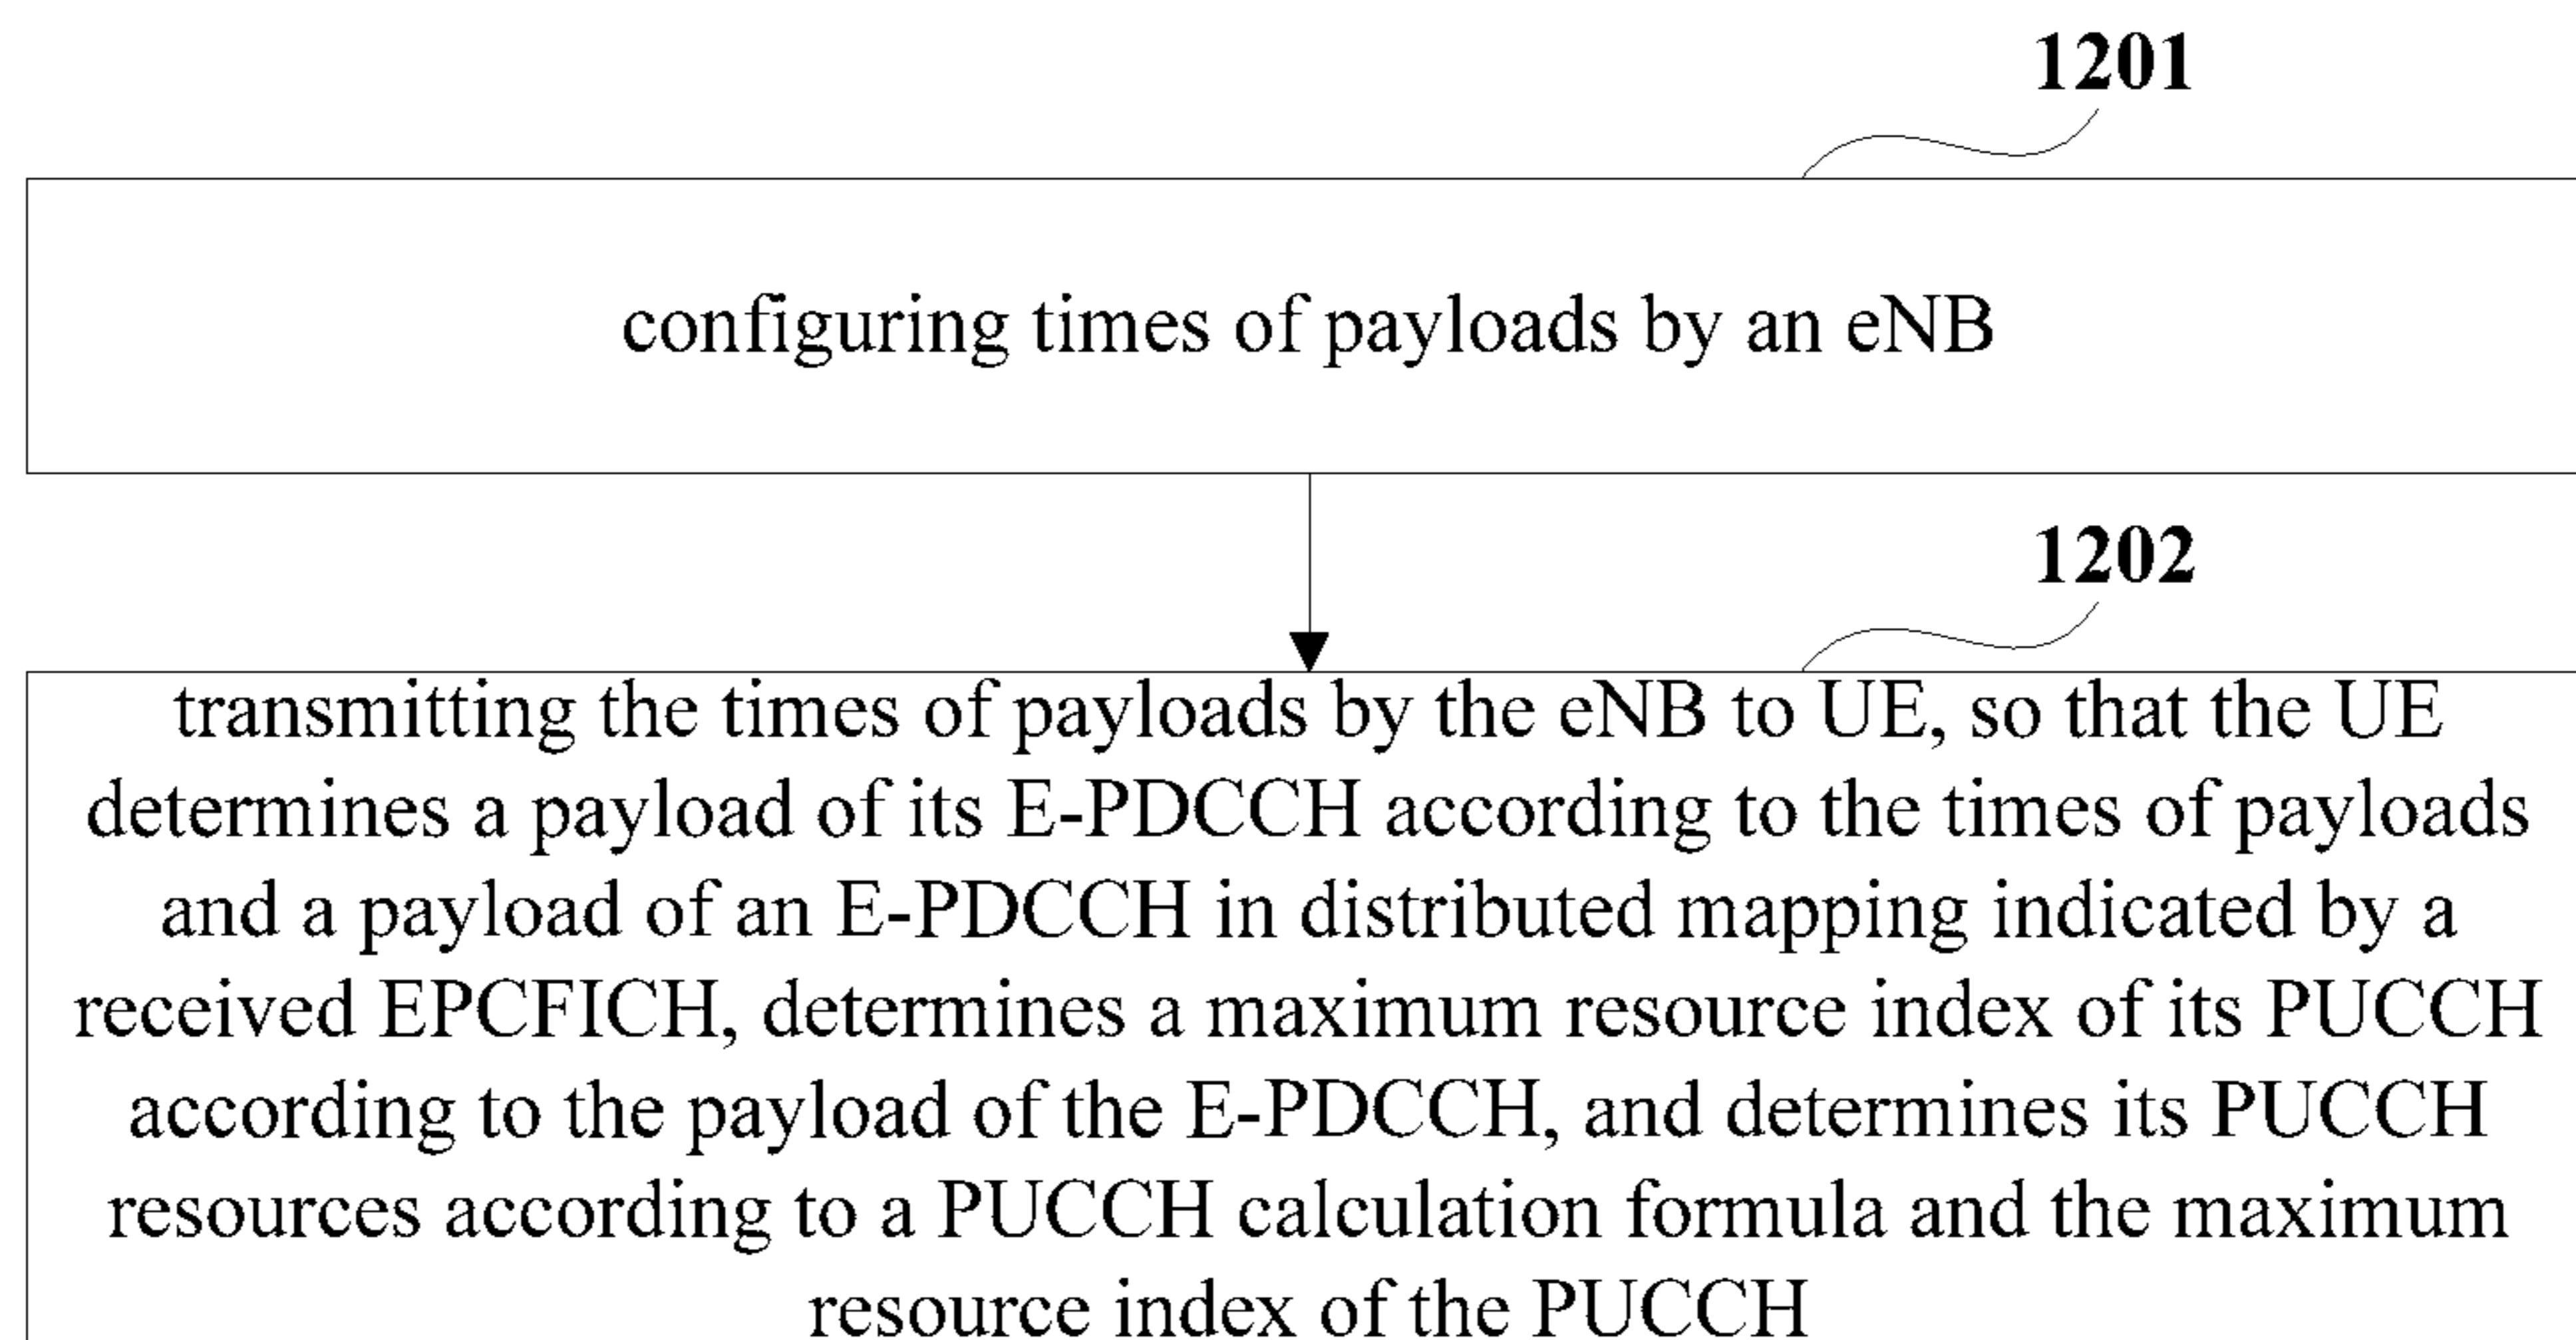 1201
configuring times of payloads by an eNB
1202
transmitting the times of payloads by the eNB to UE, so that the UE
determines a payload of its E-PDCCH according to the times of payloads
and a payload of an E-PDCCH in distributed mapping indicated by a
received EPCFICH, determines a maximum resource index of its PUCCH
according to the payload of the E-PDCCH, and determines its PUCCH
resources according to a PUCCH calculation formula and the maximum
resource index of the PUCCH